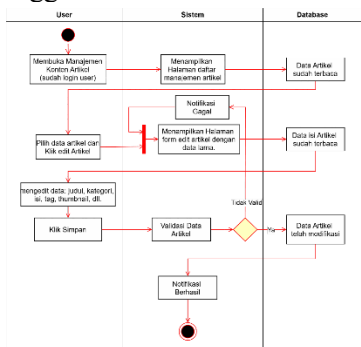 User
Sistem
Database
Membuka Manajemen
Konten Artikel
(sudah login user)
Menampilkan
Halaman daftar
manajemen artikel
Data Artikel
sudah terbaca
Notifikasi
Gagal
Pilih data artikel dan
Klik edit Artikel
Menampilkan Halaman
form edit artikel dengan
data lama.
Data Isi Artikel
sudah terbaca
Tidak Valid
mengedit data: judul, kategori,
isi, tag, thumbnail, dll.
Klik Simpan
Validasi Data
Artikel
Ya
Data Artikel
telah modifikasi
Notifikasi
Berhasil